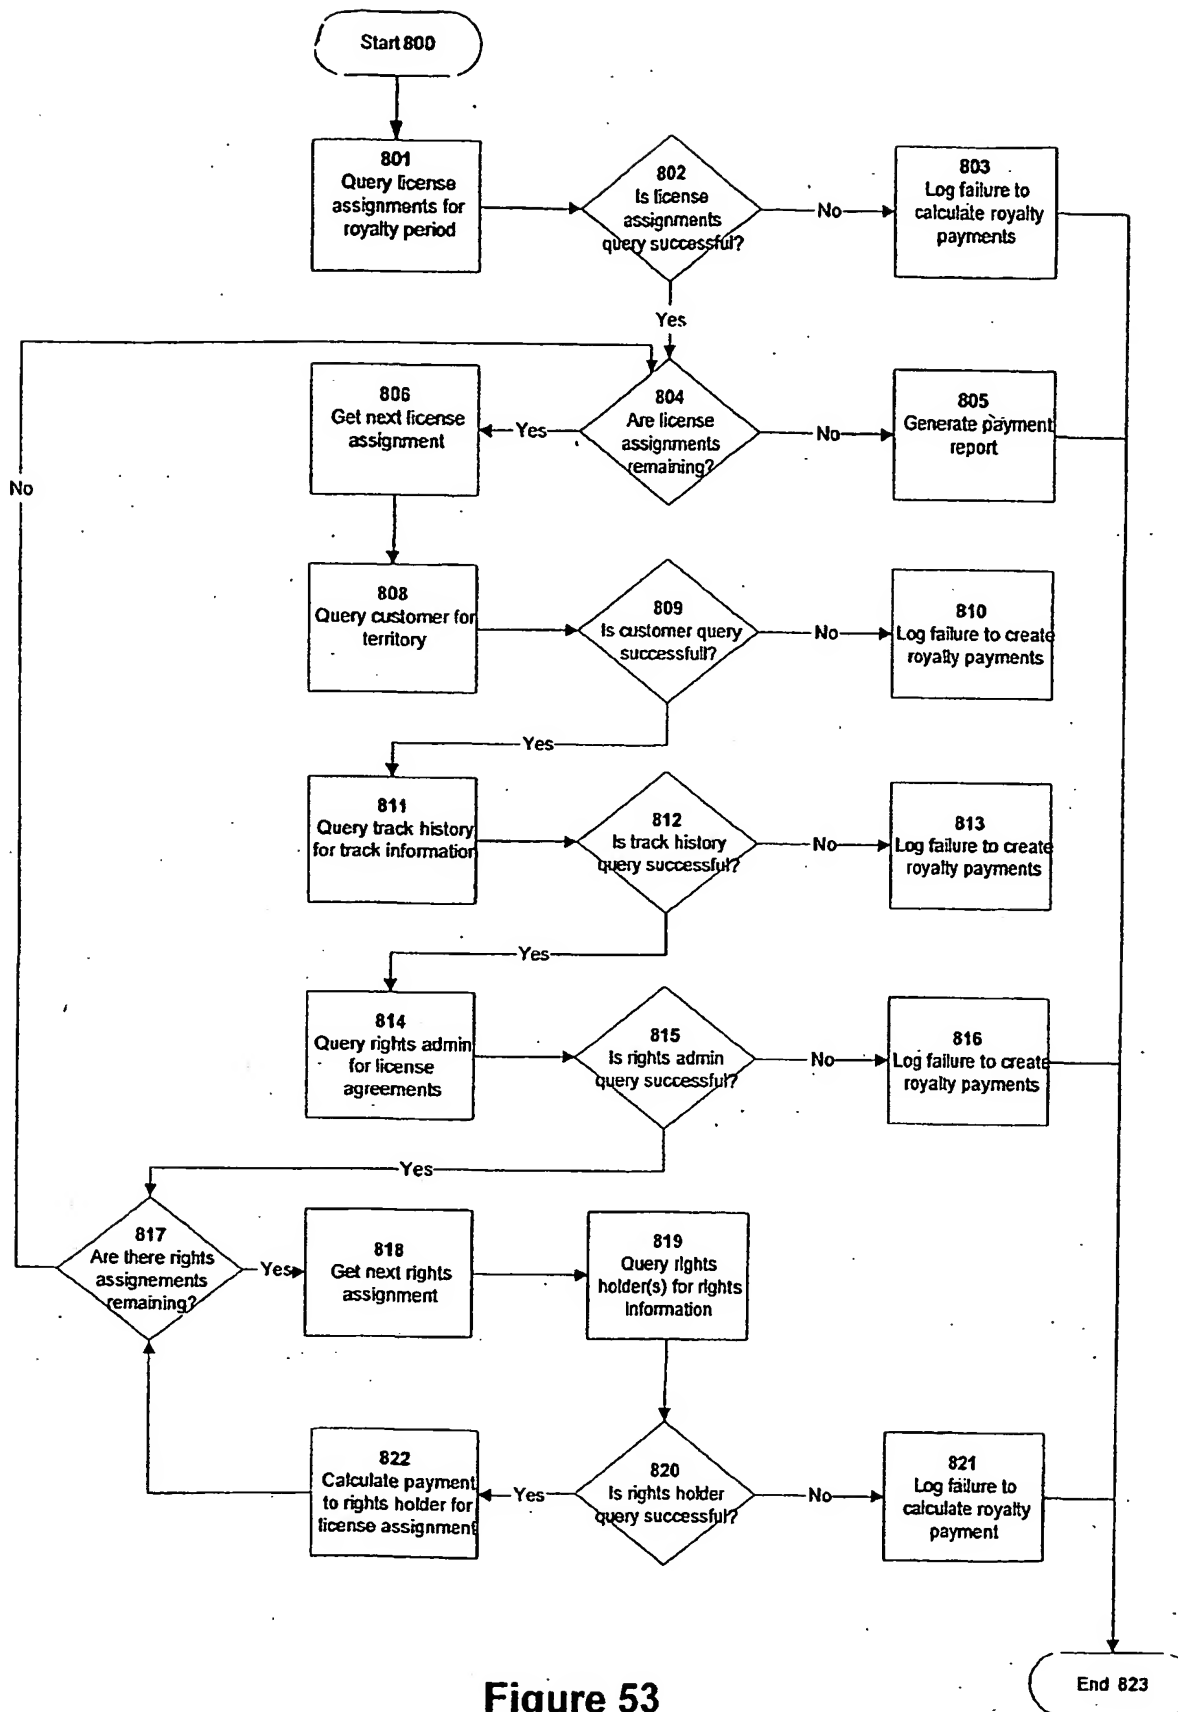 Start 800
801
Query license
assignments for
royalty period
802
Is license
assignments
query successful?
No
803
Log failure to
calculate royalty
payments
Yes
806
Get next license
assignment
Yes
804
Are license
assignments
remaining?
No
805
Generate payment
report
No
808
Query customer for
territory
809
Is customer query
successfull?
No
810
Log failure to create
royalty payments
Yes
811
Query track history
for track information
812
Is track history
query successful?
No
813
Log failure to create
royalty payments
Yes
814
Query rights admin
for license
agreements
815
Is rights admin
query successful?
No
816
Log failure to create
royalty payments
Yes
817
Are there rights
assignements
remaining?
Yes
818
Get next rights
assignment
819
Query rights
holder(s) for rights
information
822
Calculate payment
to rights holder for
license assignment
Yes
820
Is rights holder
query successful?
No
821
Log failure to
calculate royalty
payment
End 823
Figure 53